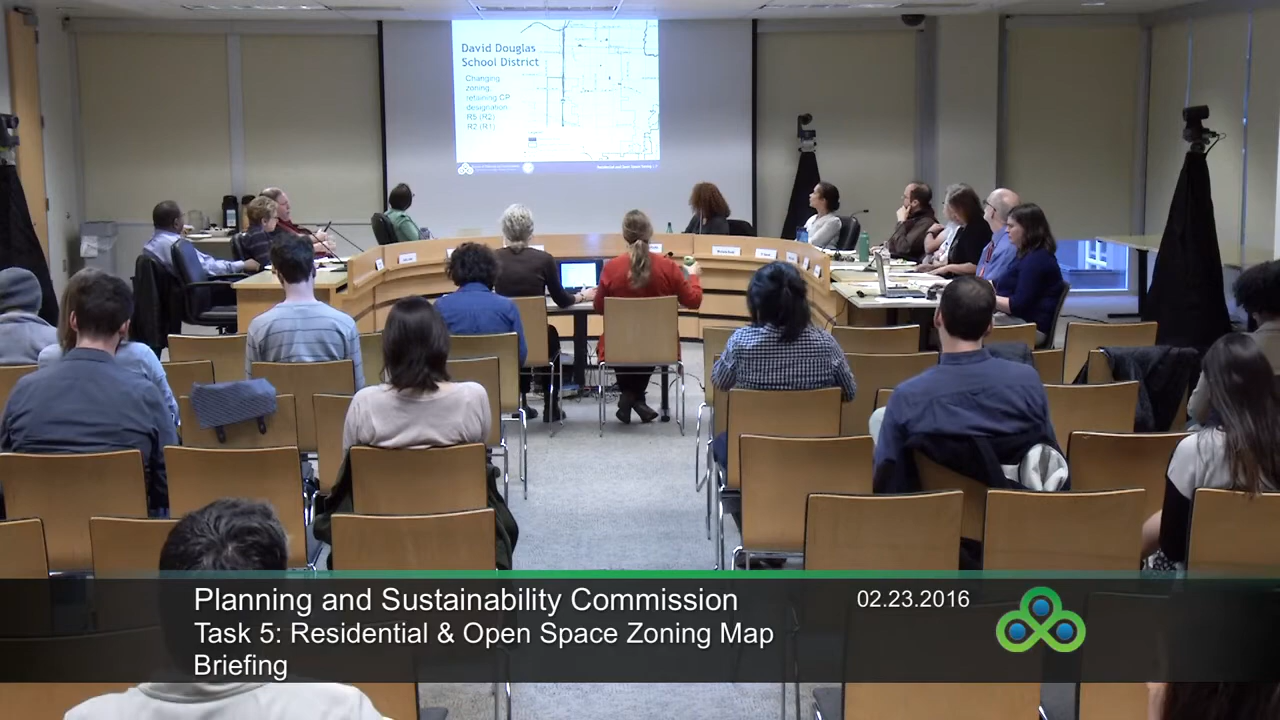 David Douglas
School District
Changing
zoning,
retaining CP
designation
R5 (R2)
R2 (R1)
Planning and Sustainability Commission
02.23.2016
Task 5: Residential & Open Space Zoning Map
Briefing